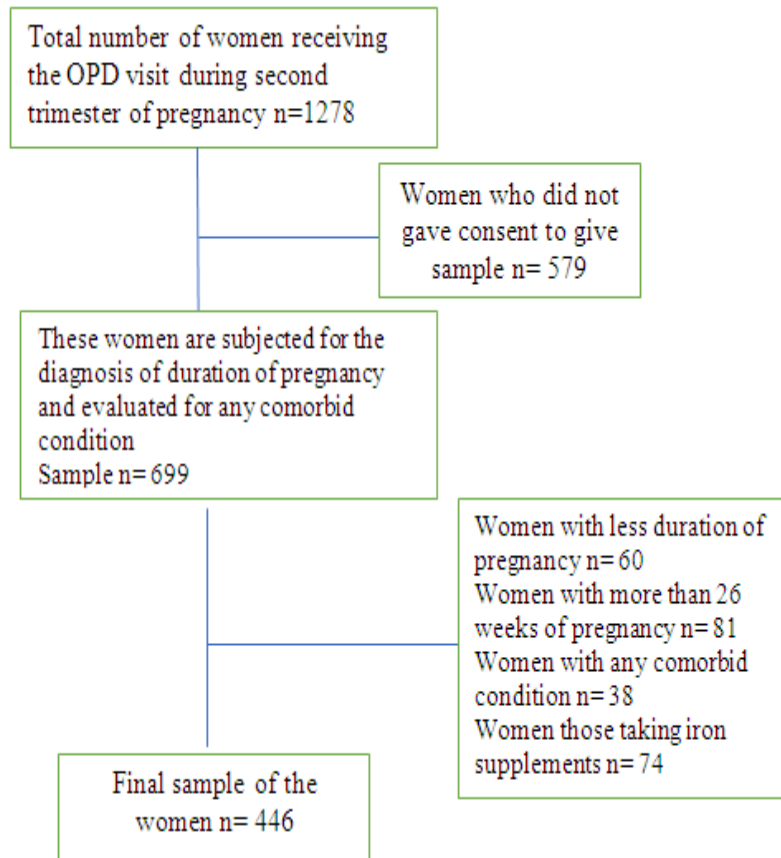 Total number of women receiving
the OPD visit during second
trimester of pregnancy n=1278
Women who did not
gave consent to give
sample n= 579
These women are subjected for the
diagnosis of duration of pregnancy
and evaluated for any comorbid
condition
Sample n= 699
Women with less duration of
pregnancy n= 60
Women with more than 26
weeks of pregnancy n= 81
Women with any comorbid
condition n= 38
Women those taking iron
supplements n= 74
Final sample of the
women n= 446